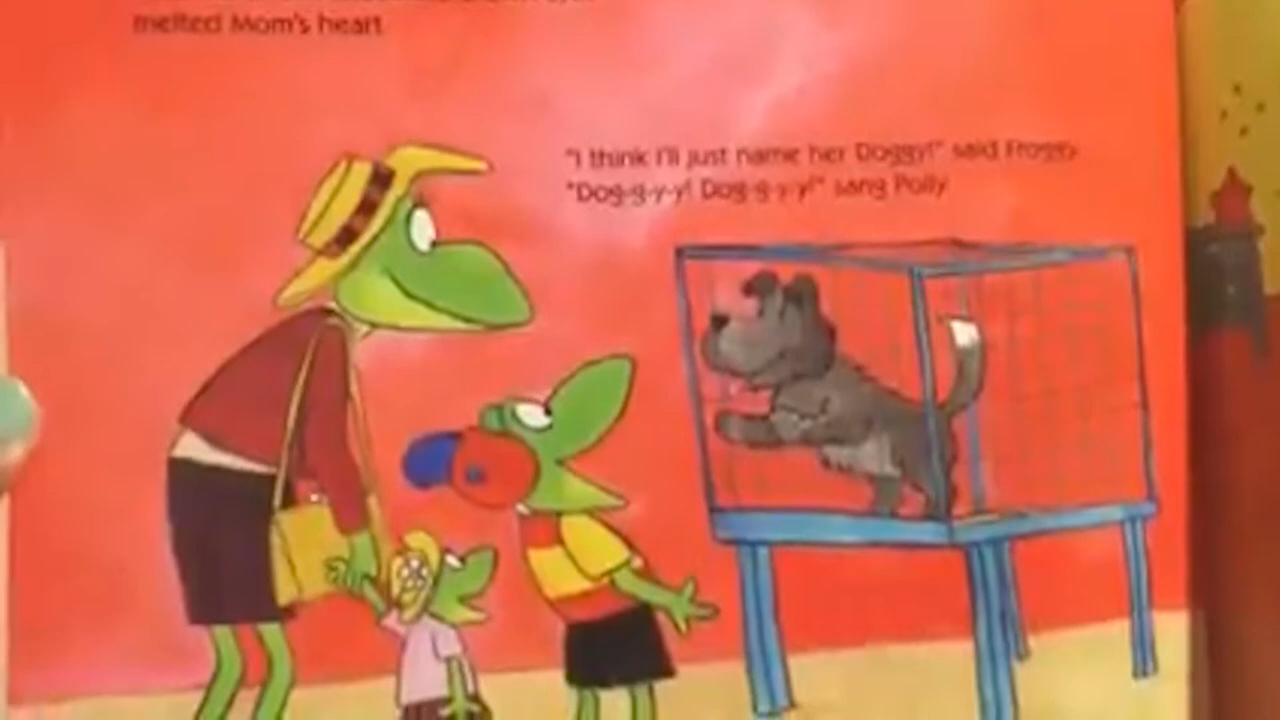 melted Mom's heart
"I think I'll just name her Doggy!" said Froggy.
"Dog-g-y-y! Dog-g-y-y!" sang Polly.